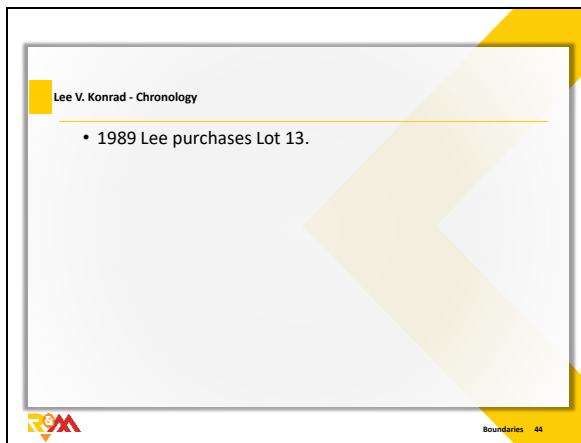 Lee V. Konrad - Chronology
• 1989 Lee purchases Lot 13.
R&M
Boundaries 44